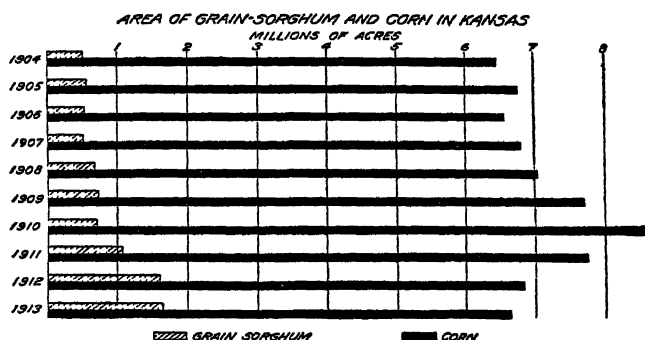 AREA OF GRAIN-SORGHUM AND CORN IN KANSAS
MILLIONS OF ACRES
1 2 3 4 5 6 7 8
1904
1905
1906
1907
1908
1909
1910
1911
1912
1913
GRAIN SORGHUM CORN